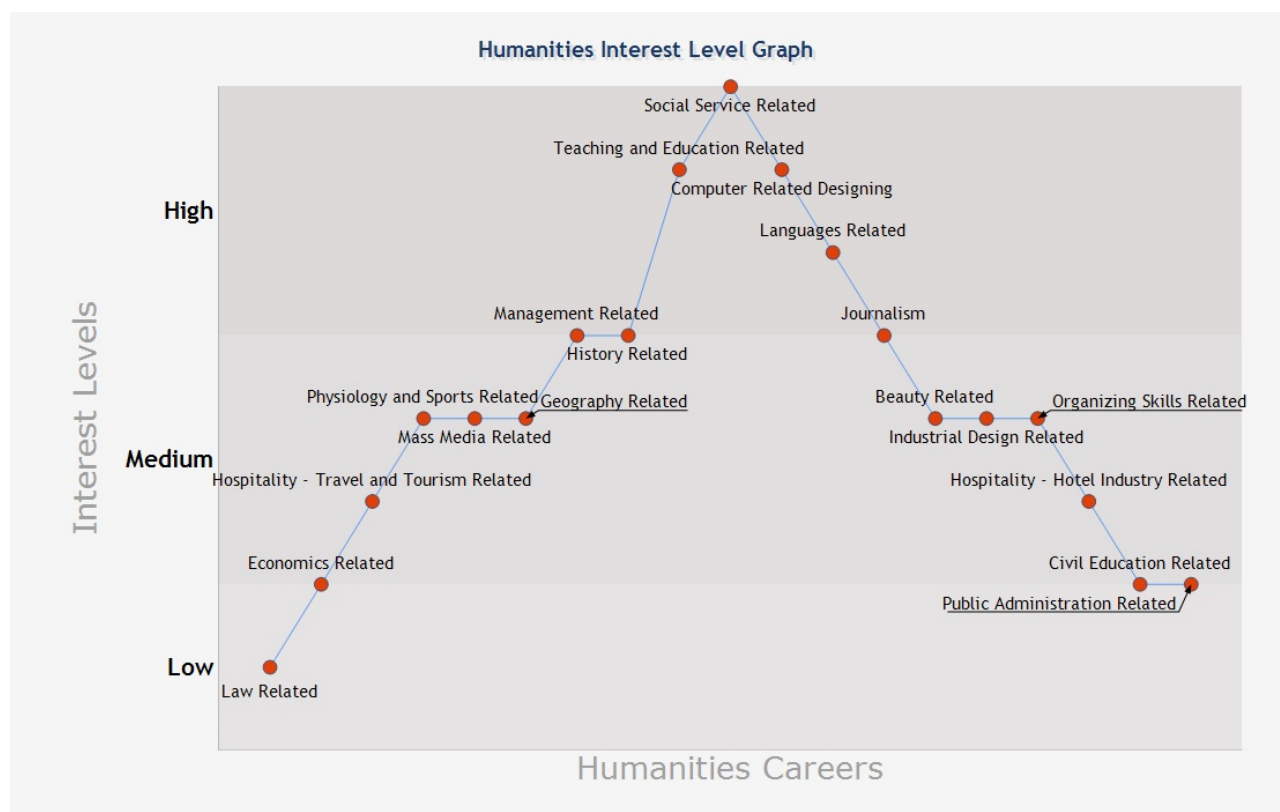 Humanities Interest Level Graph
Social Service Related
Teaching and Education Related
Computer Related Designing
High
Languages Related
Management Related
Journalism
History Related
Physiology and Sports Related
Geography Related
Beauty Related
Organizing Skills Related
Mass Media Related
Industrial Design Related
Interest Levels
Medium
Hospitality - Travel and Tourism Related
Hospitality - Hotel Industry Related
Economics Related
Civil Education Related
Public Administration Related
Low
Law Related
Humanities Careers